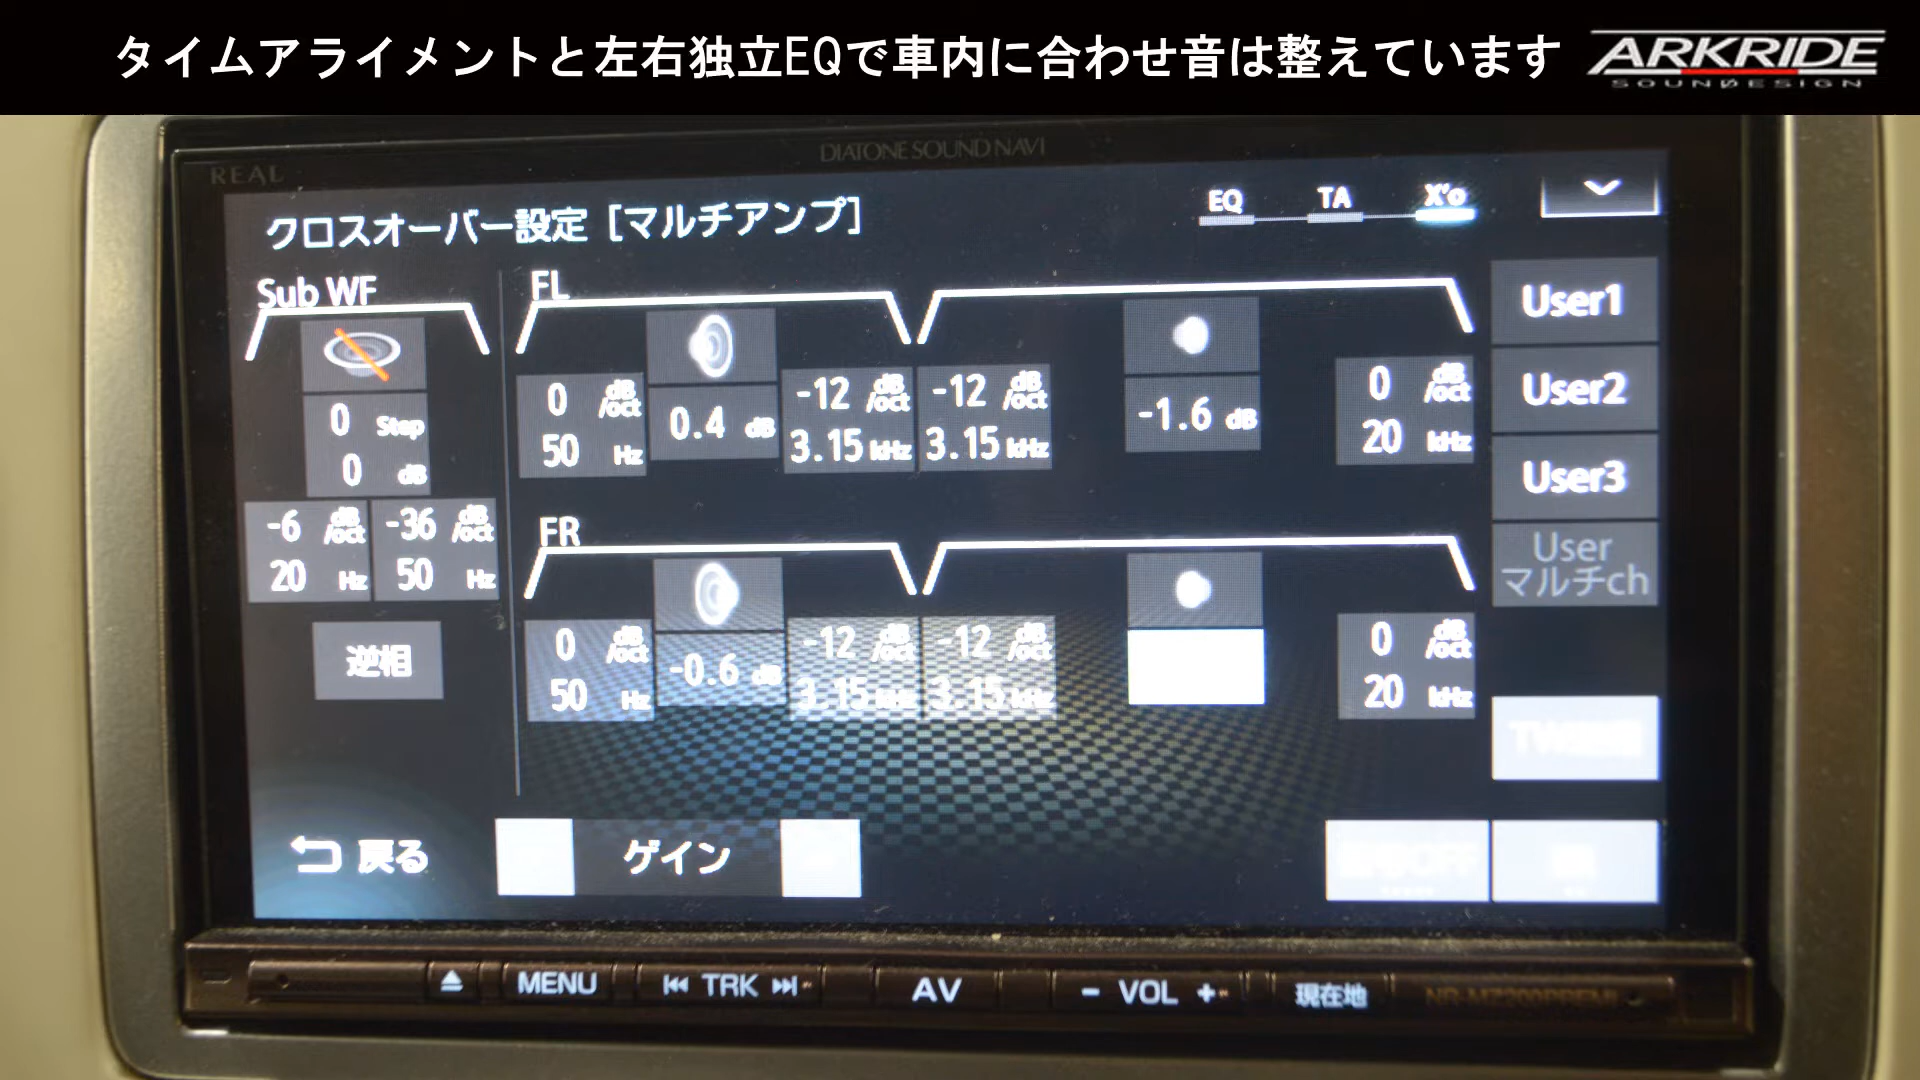 タイムアライメントと左右独立EQで車内に合わせ音は整えています
ARKRIDE
SOUNDESIGN
REAL
DIATONE SOUND NAVI
クロスオーバー設定 [マルチアンプ]
EQ TA X'o
Sub WF
FL
0 Step
0 dB
-6 dB/oct -36 dB/oct
20 Hz 50 Hz
逆相
0 dB/oct 0.4 dB -12 dB/oct -12 dB/oct -1.6 dB 0 dB/oct
50 Hz 3.15 kHz 3.15 kHz 20 kHz
FR
0 dB/oct -0.6 dB -12 dB/oct -12 dB/oct 0 dB/oct
50 Hz 3.15 kHz 3.15 kHz 20 kHz
User1
User2
User3
User
マルチch
戻る
ゲイン
MENU TRK AV - VOL + 現在地